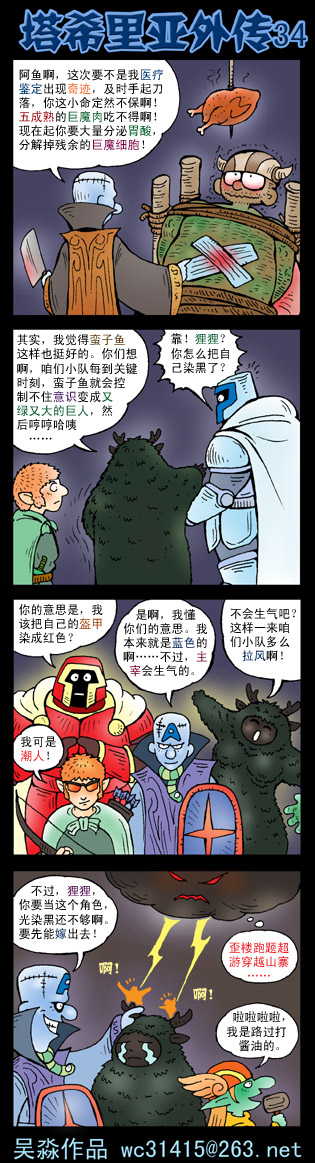 塔希里亚外传34
阿鱼啊，这次要不是我医疗
鉴定出现奇迹，及时手起刀
落，你这小命定然不保啊！
五成熟的巨魔肉吃不得啊！
现在起你要大量分泌胃酸，
分解掉残余的巨魔细胞！
其实，我觉得蛮子鱼
这样也挺好的。你们想
啊，咱们小队每到关键
时刻，蛮子鱼就会控
制不住意识变成又
绿又大的巨人，然
后哼哼哈咦
……
靠！狸狸？
你怎么把自
己染黑了？
你的意思是，我
该把自己的盔甲
染成红色？
是啊，我懂
你们的意思。我
本来就是蓝色的
啊……不过，主
宰会生气的。
不会生气吧？
这样一来咱
们小队多么
拉风啊！
我可是
潮人！
不过，狸狸，
你要当这个角色，
光染黑还不够啊。
要先能嫁出去！
歪楼跑题超
游穿越山寨
……
啊！
啊！
啦啦啦啦，
我是路过打
酱油的。
A
吴淼作品 wc31415@263.net